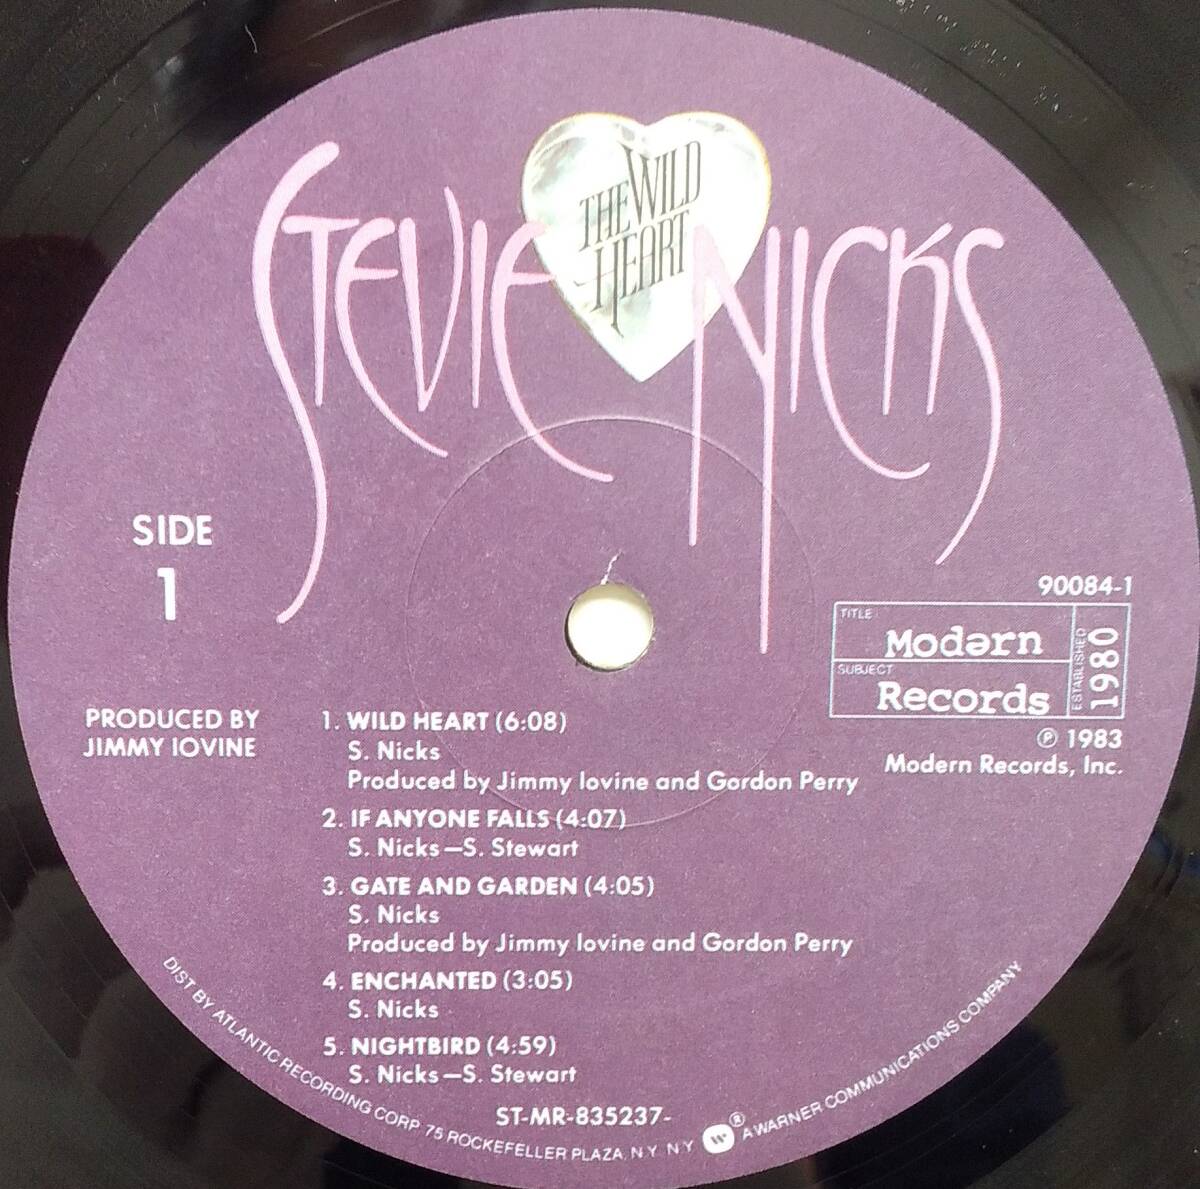 THE WILD
HEART
STEVIE NICKS
SIDE
1
90084-1
TITLE
Modərn
SUBJECT
Records
ESTABLISHED
1980
℗ 1983
Modern Records, Inc.
PRODUCED BY
JIMMY IOVINE
1. WILD HEART (6:08)
S. Nicks
Produced by Jimmy Iovine and Gordon Perry
2. IF ANYONE FALLS (4:07)
S. Nicks—S. Stewart
3. GATE AND GARDEN (4:05)
S. Nicks
Produced by Jimmy Iovine and Gordon Perry
4. ENCHANTED (3:05)
S. Nicks
5. NIGHTBIRD (4:59)
S. Nicks—S. Stewart
ST-MR-835237-
DIST BY ATLANTIC RECORDING CORP 75 ROCKEFELLER PLAZA, N.Y. N.Y. ® A WARNER COMMUNICATIONS COMPANY